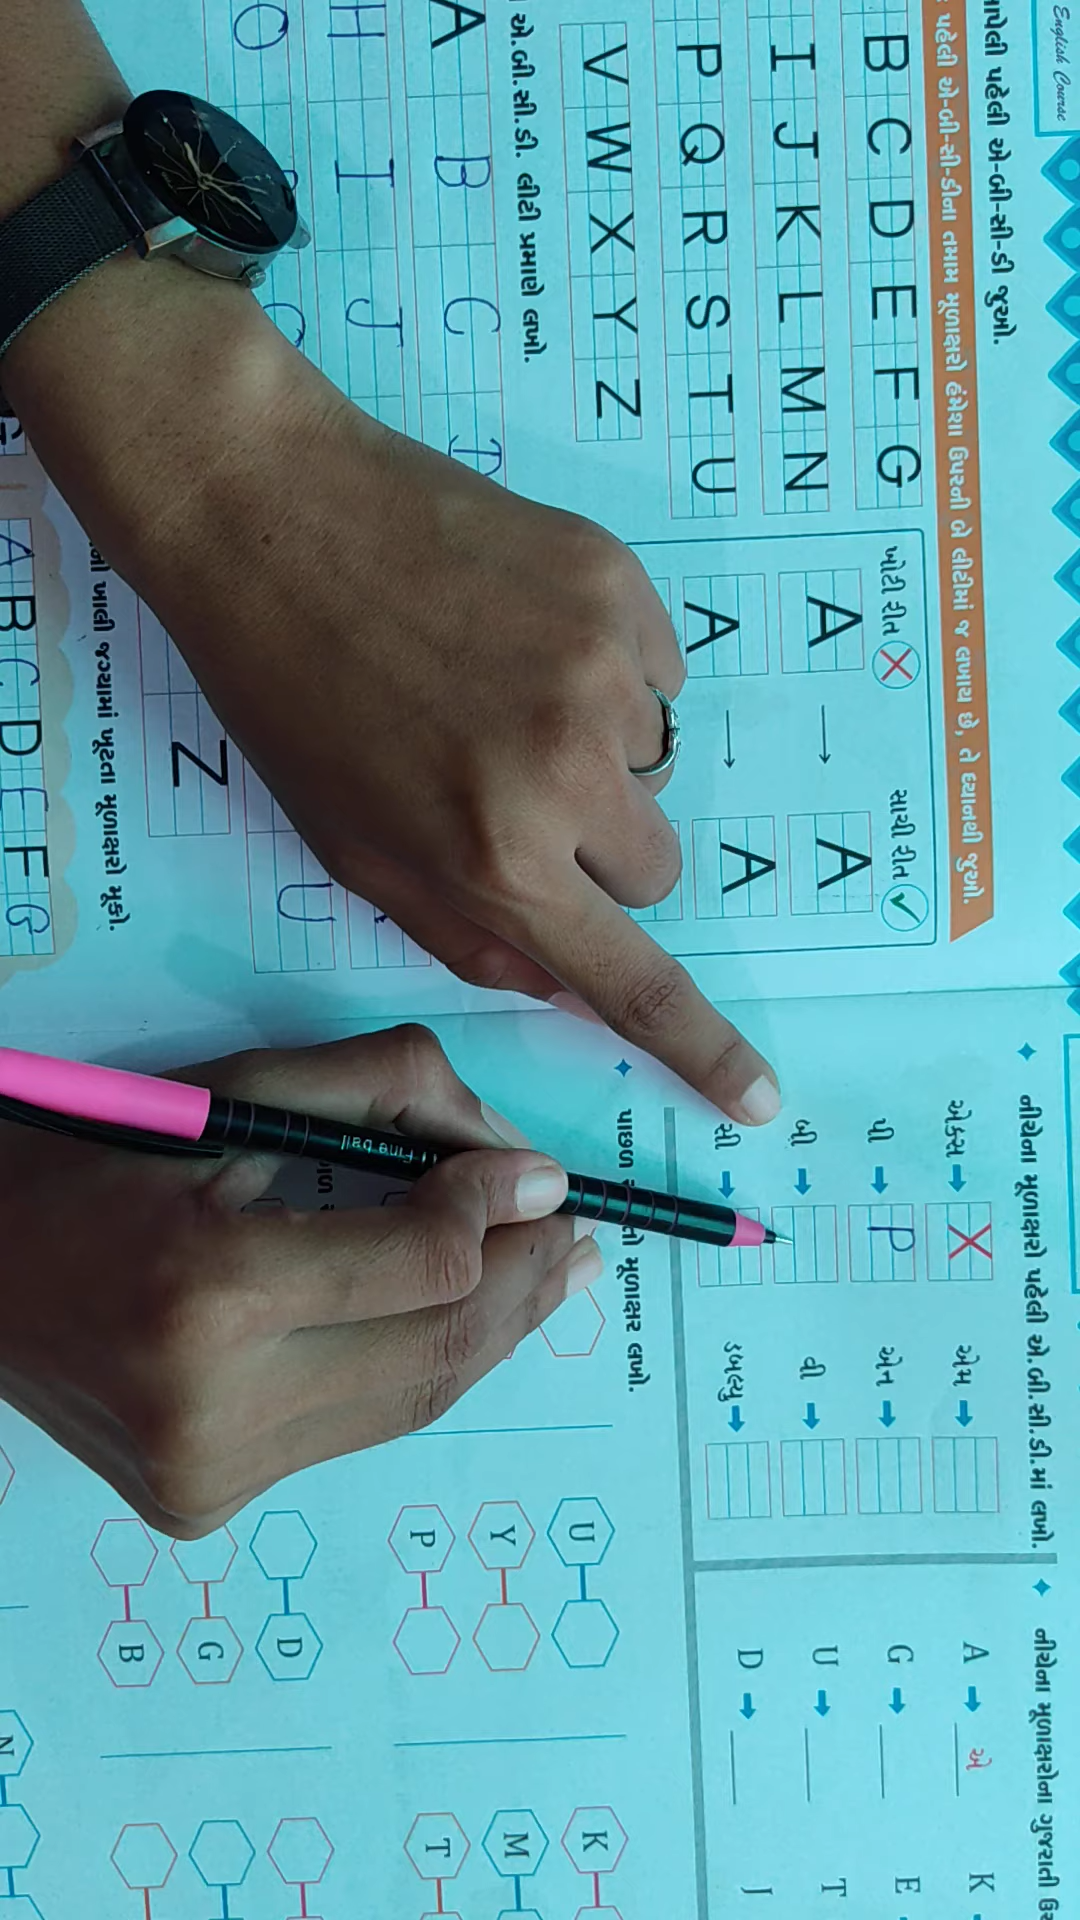 English Course
પહેલી એ-બી-સી-ડી જુઓ.
પહેલી એ-બી-સી-ડીના તમામ મૂળાક્ષરો હંમેશા ઉપરની બે લીટીમાં જ લખાય છે, તે ધ્યાનથી જુઓ.
B C D E F G
I J K L M N
P Q R S T U
V W X Y Z
ખોટી રીત ✗ સાચી રીત ✓
A → A
A → A
એ.બી.સી.ડી. લીટી પ્રમાણે લખો.
A B C D
H I J
O
U
Z
ખાલી જગ્યામાં ખૂટતા મૂળાક્ષરો મૂકો.
A B C D E F G
✦ નીચેના મૂળાક્ષરો પહેલી એ.બી.સી.ડી.માં લખો.
એક્સ ➡ X એમ ➡
પી ➡ P એન ➡
બી ➡ વી ➡
સી ➡ ડબલ્યુ ➡
✦ નીચેના મૂળાક્ષરોના ગુજરાતી
A ➡ એ K
G ➡ E
U ➡ T
D ➡ J
✦ પાછળ મૂળાક્ષર લખો.
U K
Y M
P T
D
G
B
N
Fine ball